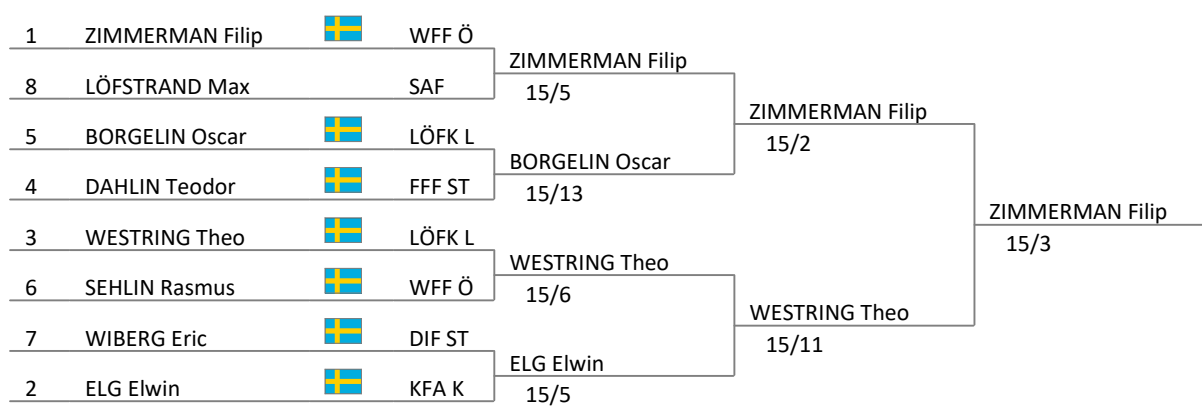 1 ZIMMERMAN Filip WFF Ö
ZIMMERMAN Filip
8 LÖFSTRAND Max SAF
15/5
ZIMMERMAN Filip
5 BORGELIN Oscar LÖFK L
15/2
BORGELIN Oscar
4 DAHLIN Teodor FFF ST
15/13
ZIMMERMAN Filip
3 WESTRING Theo LÖFK L
15/3
WESTRING Theo
6 SEHLIN Rasmus WFF Ö
15/6
WESTRING Theo
7 WIBERG Eric DIF ST
15/11
ELG Elwin
2 ELG Elwin KFA K
15/5